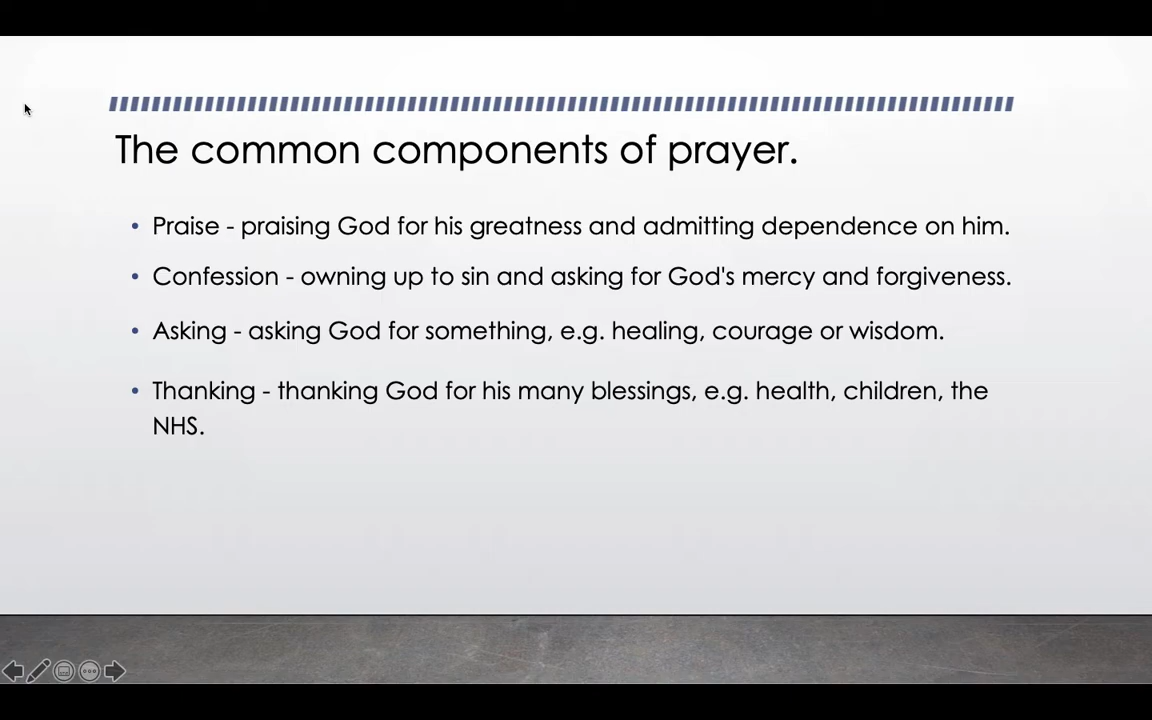 The common components of prayer.
• Praise - praising God for his greatness and admitting dependence on him.
• Confession - owning up to sin and asking for God's mercy and forgiveness.
• Asking - asking God for something, e.g. healing, courage or wisdom.
• Thanking - thanking God for his many blessings, e.g. health, children, the
NHS.